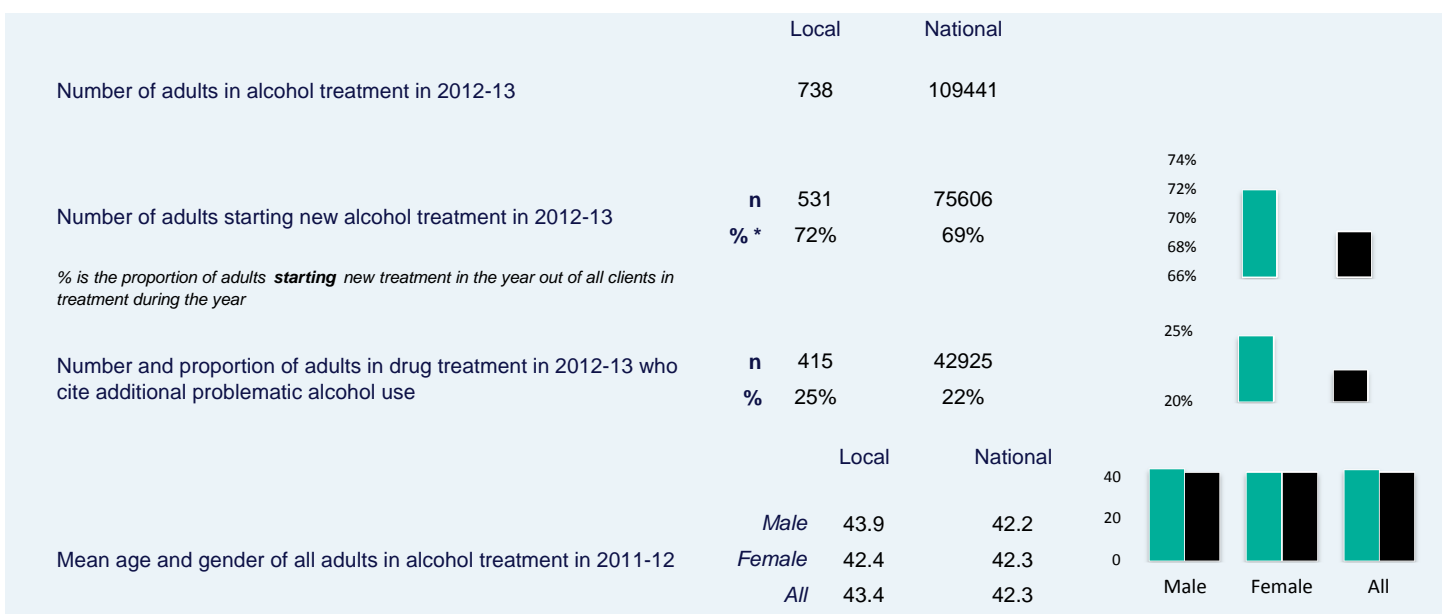 Local National
Number of adults in alcohol treatment in 2012-13 738 109441
74%
72%
70%
68%
66%
n 531 75606
Number of adults starting new alcohol treatment in 2012-13
% * 72% 69%
% is the proportion of adults starting new treatment in the year out of all clients in
treatment during the year
25%
20%
Number and proportion of adults in drug treatment in 2012-13 who
cite additional problematic alcohol use
n 415 42925
% 25% 22%
Local National
40
20
0
Male Female All
Male 43.9 42.2
Mean age and gender of all adults in alcohol treatment in 2011-12
Female 42.4 42.3
All 43.4 42.3